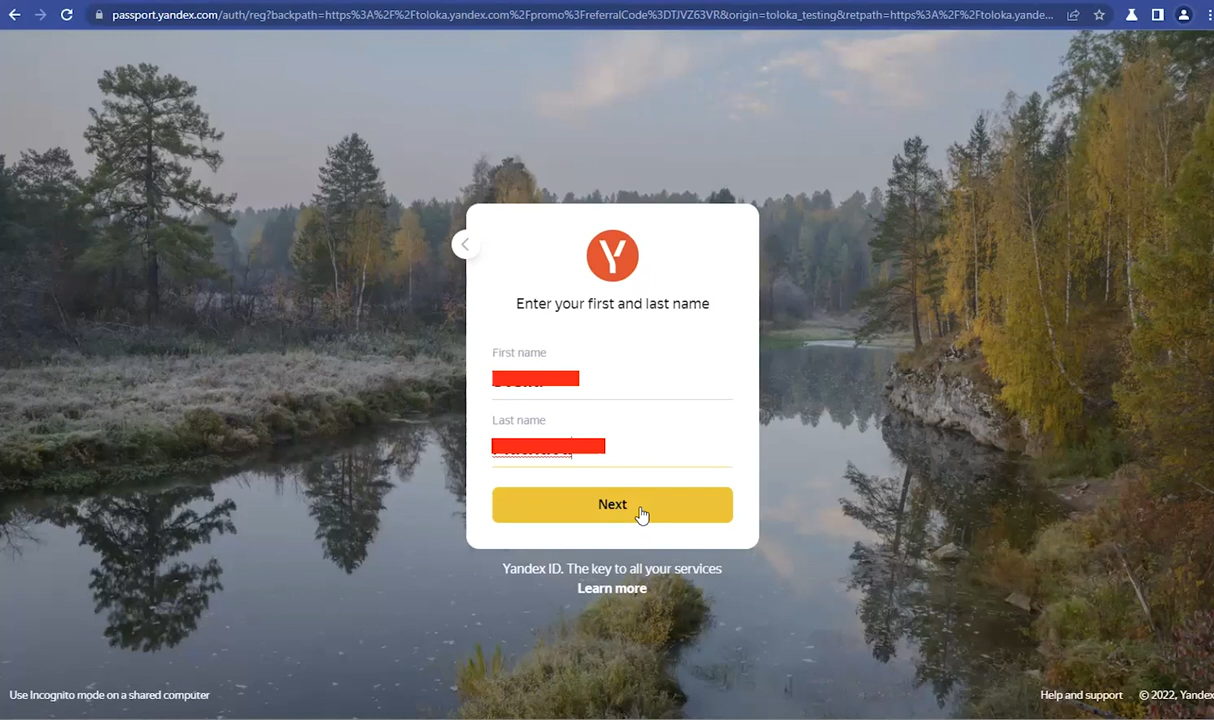 passport.yandex.com/auth/reg?backpath=https%3A%2F%2Ftoloka.yandex.com%2Fpromo%3FreferralCode%3DTJVZ63VR&origin=toloka_testing&retpath=https%3A%2F%2Ftoloka.yande...
Y
Enter your first and last name
First name
Last name
Next
Yandex ID. The key to all your services
Learn more
Use Incognito mode on a shared computer
Help and support © 2022, Yandex